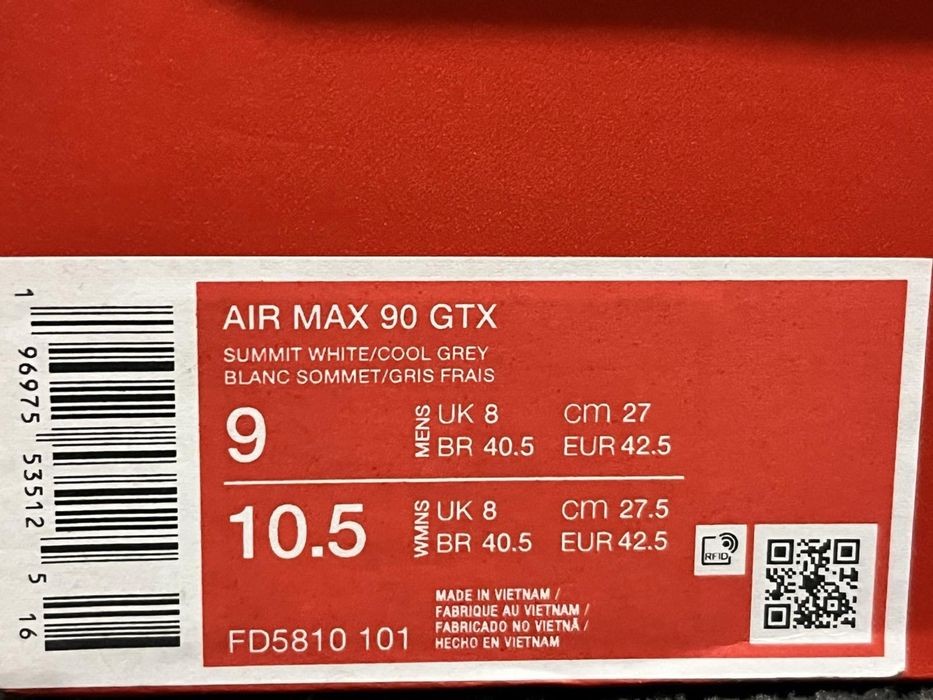 AIR MAX 90 GTX
SUMMIT WHITE/COOL GREY
BLANC SOMMET/GRIS FRAIS
9 MENS UK 8 cm 27
BR 40.5 EUR 42.5
10.5 WMNS UK 8 cm 27.5
BR 40.5 EUR 42.5
RFID
MADE IN VIETNAM /
FABRIQUE AU VIETNAM /
FABRICADO NO VIETNÃ /
HECHO EN VIETNAM
FD5810 101
1 96975 53512 5 16